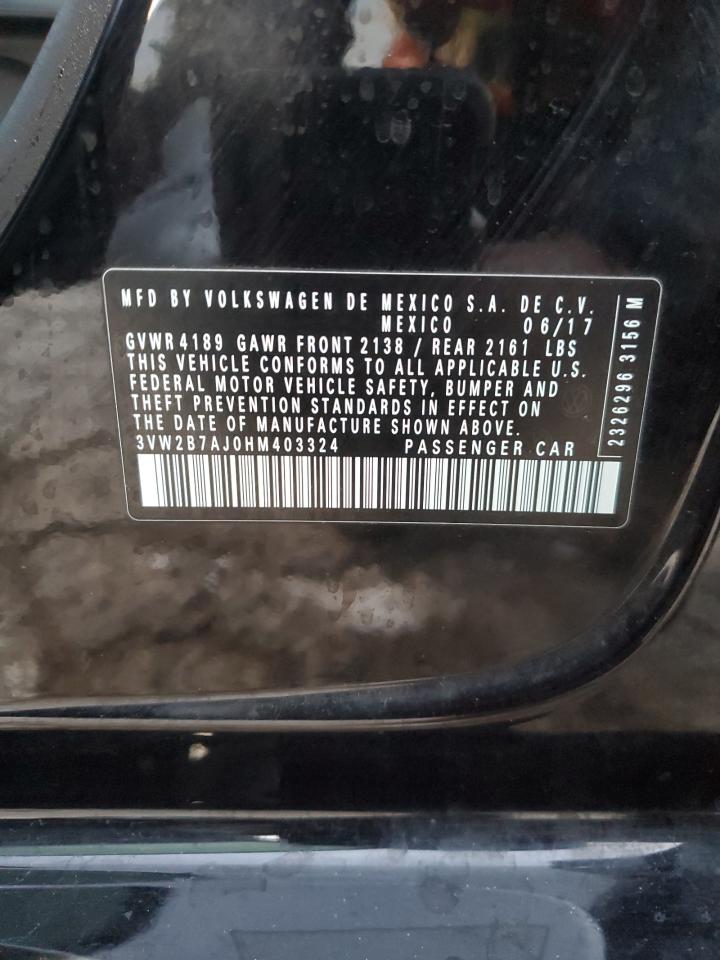 MFD BY VOLKSWAGEN DE MEXICO S.A. DE C.V.
MEXICO 06/17
GVWR 4189 GAWR FRONT 2138 / REAR 2161 LBS
THIS VEHICLE CONFORMS TO ALL APPLICABLE U.S.
FEDERAL MOTOR VEHICLE SAFETY, BUMPER AND
THEFT PREVENTION STANDARDS IN EFFECT ON
THE DATE OF MANUFACTURE SHOWN ABOVE.
3VW2B7AJ0HM403324 PASSENGER CAR
2326296 3156 M